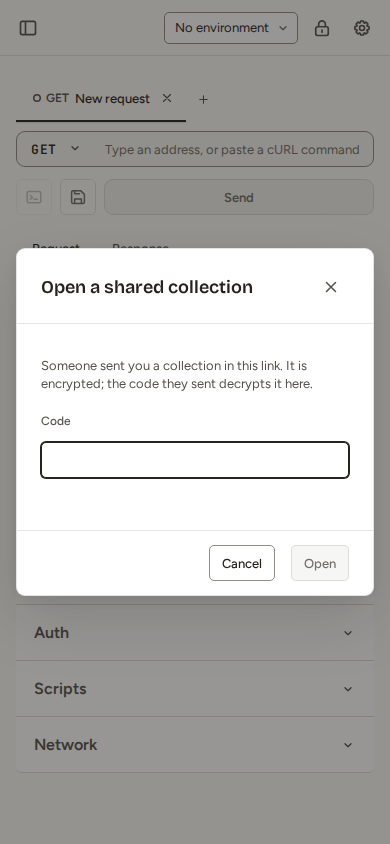 No environment
GET New request
GET Type an address, or paste a cURL command
Send
Request Response
Open a shared collection
Someone sent you a collection in this link. It is
encrypted; the code they sent decrypts it here.
Code
Cancel Open
Auth
Scripts
Network